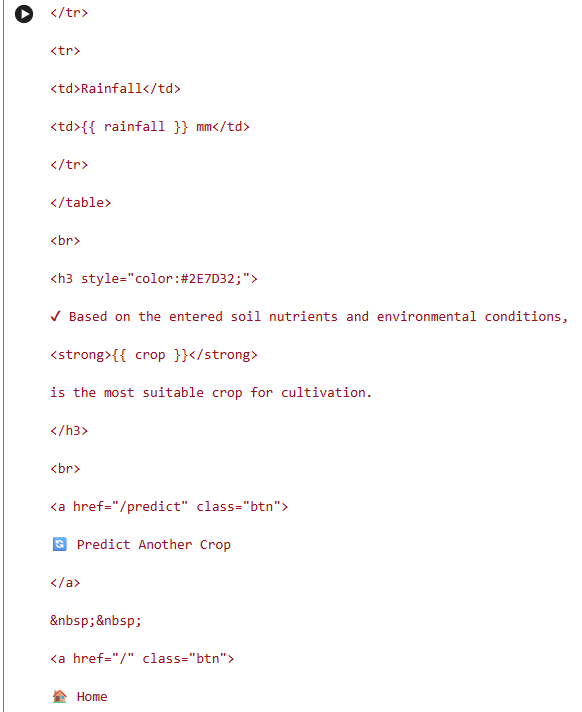 </tr>
<tr>
<td>Rainfall</td>
<td>{{ rainfall }} mm</td>
</tr>
</table>
<br>
<h3 style="color:#2E7D32;">
✔ Based on the entered soil nutrients and environmental conditions,
<strong>{{ crop }}</strong>
is the most suitable crop for cultivation.
</h3>
<br>
<a href="/predict" class="btn">
🔄 Predict Another Crop
</a>
&nbsp;&nbsp;
<a href="/" class="btn">
🏠 Home